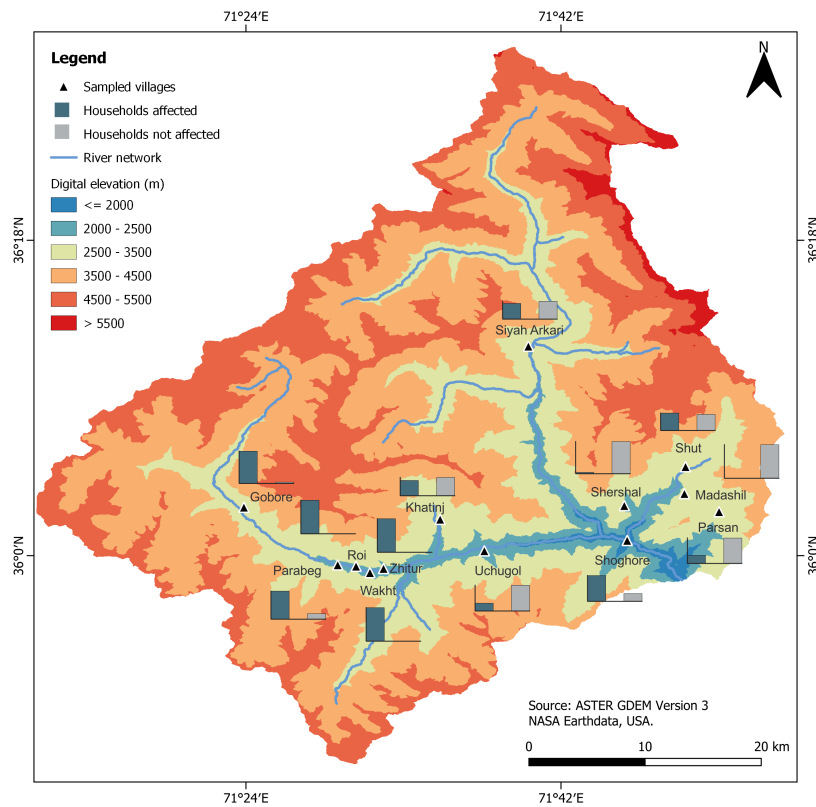 71°24′E 71°42′E
Legend
N
Sampled villages
Households affected
Households not affected
River network
Digital elevation (m)
<= 2000
2000 - 2500
2500 - 3500
3500 - 4500
4500 - 5500
> 5500
36°18′N 36°18′N
Siyah Arkari
Shut
Gobore
Khatinj
Shershal
Madashil
Parsan
36°0′N 36°0′N
Roi
Parabeg
Zhitur
Uchugol
Shoghore
Wakht
Source: ASTER GDEM Version 3
NASA Earthdata, USA.
0 10 20 km
71°24′E 71°42′E